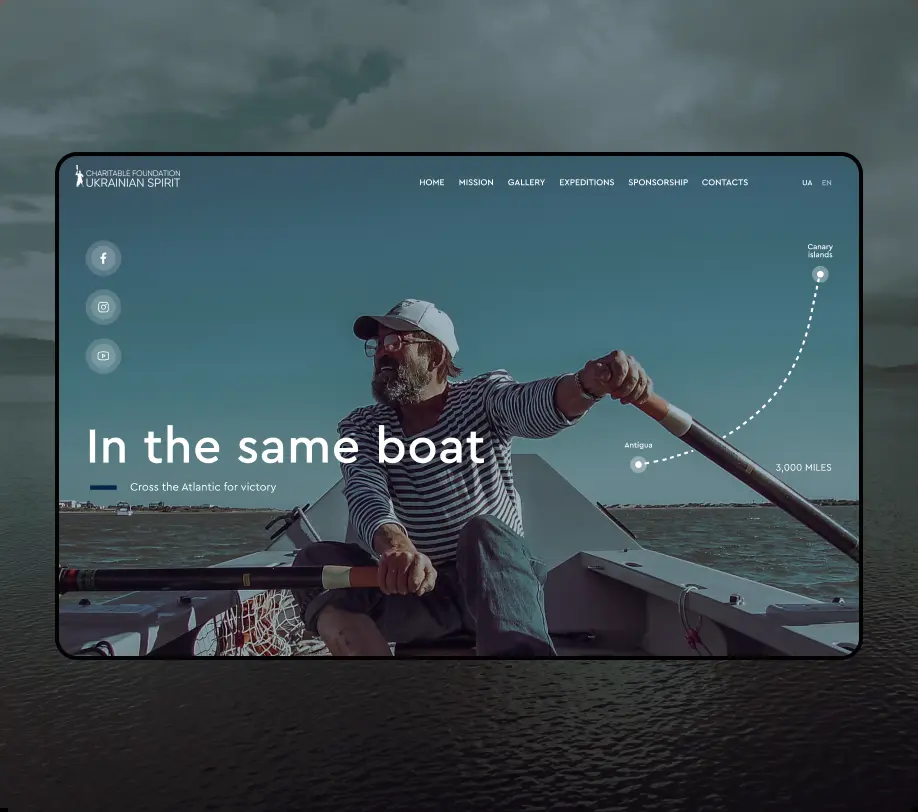 CHARITABLE FOUNDATION
UKRAINIAN SPIRIT
HOME MISSION GALLERY EXPEDITIONS SPONSORSHIP CONTACTS
UA EN
Canary
islands
In the same boat
Antigua
3,000 MILES
Cross the Atlantic for victory